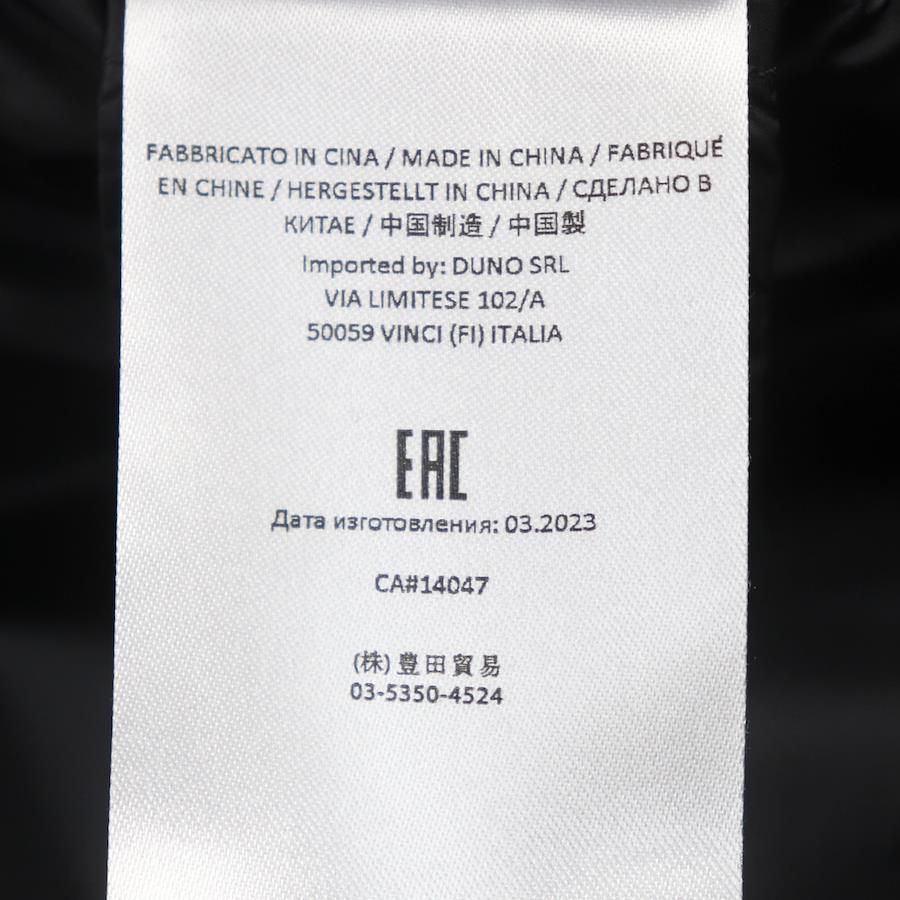 FABBRICATO IN CINA / MADE IN CHINA / FABRIQUÉ
EN CHINE / HERGESTELLT IN CHINA / СДЕЛАНО В
КИТАЕ / 中国制造 / 中国製
Imported by: DUNO SRL
VIA LIMITESE 102/A
50059 VINCI (FI) ITALIA
EAC
Дата изготовления: 03.2023
CA#14047
(株) 豊田貿易
03-5350-4524